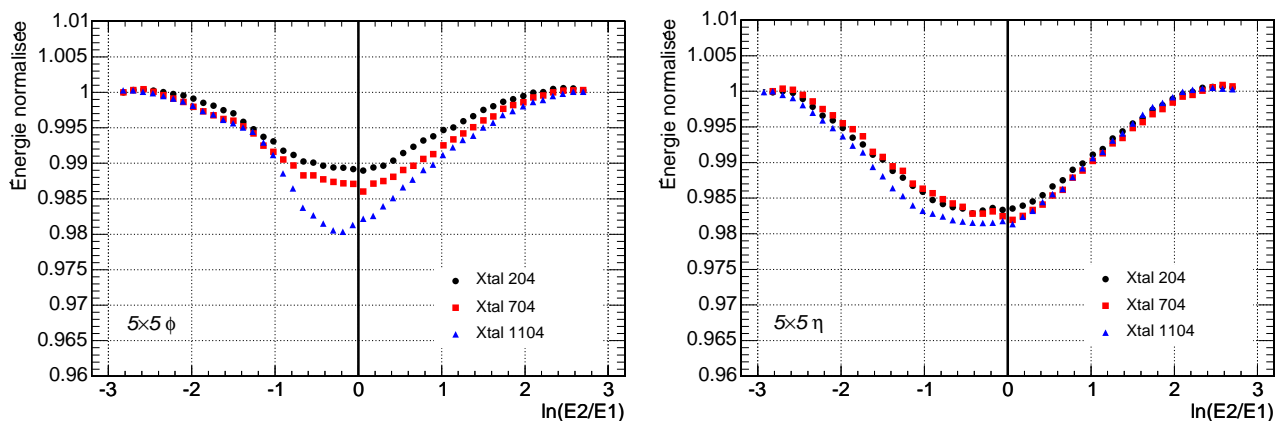 Énergie normalisée
1.01
1.005
1
0.995
0.99
0.985
0.98
0.975
0.97
0.965
0.96
Xtal 204
Xtal 704
Xtal 1104
5×5 ϕ
-3 -2 -1 0 1 2 3
ln(E2/E1)
Énergie normalisée
1.01
1.005
1
0.995
0.99
0.985
0.98
0.975
0.97
0.965
0.96
Xtal 204
Xtal 704
Xtal 1104
5×5 η
-3 -2 -1 0 1 2 3
ln(E2/E1)